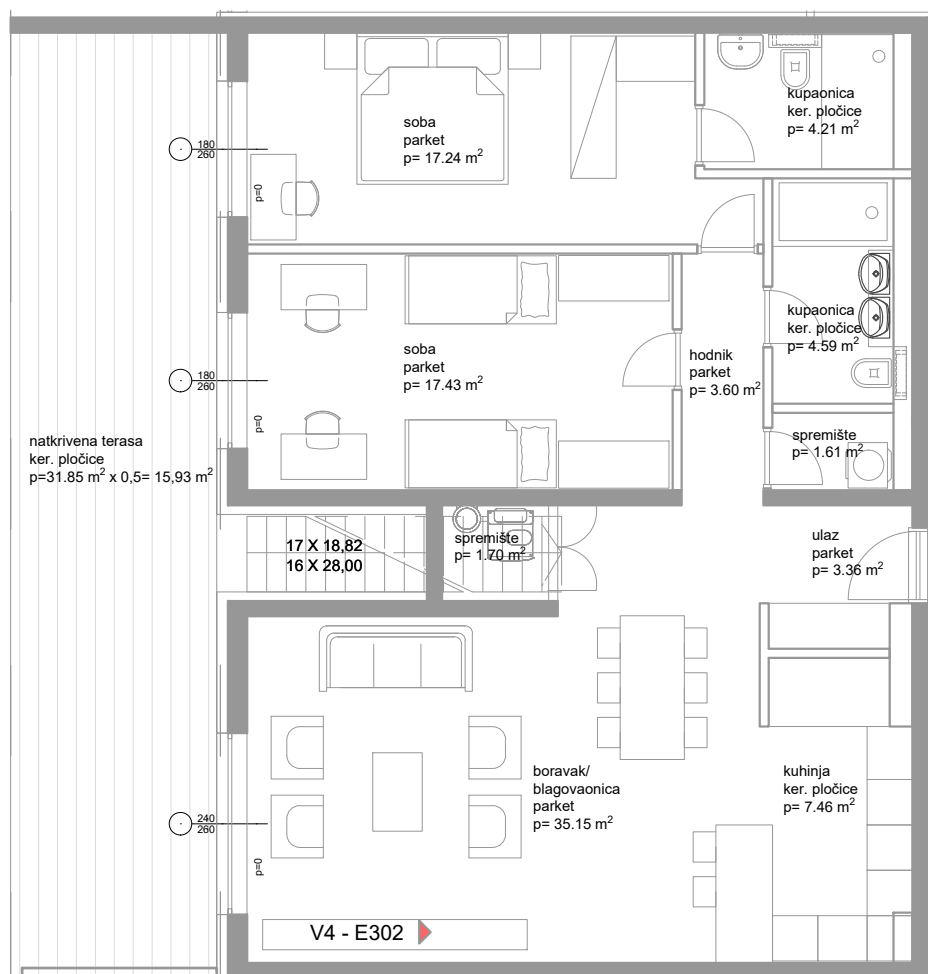 kupaonica
ker. pločice
p= 4.21 m²
soba
parket
p= 17.24 m²
180
260
p=0
kupaonica
ker. pločice
p= 4.59 m²
soba
parket
p= 17.43 m²
hodnik
parket
p= 3.60 m²
180
260
p=0
spremište
p= 1.61 m²
natkrivena terasa
ker. pločice
p=31.85 m² x 0,5= 15,93 m²
17 X 18,82
16 X 28,00
spremište
p= 1.70 m²
ulaz
parket
p= 3.36 m²
boravak/
blagovaonica
parket
p= 35.15 m²
kuhinja
ker. pločice
p= 7.46 m²
240
260
p=0
V4 - E302